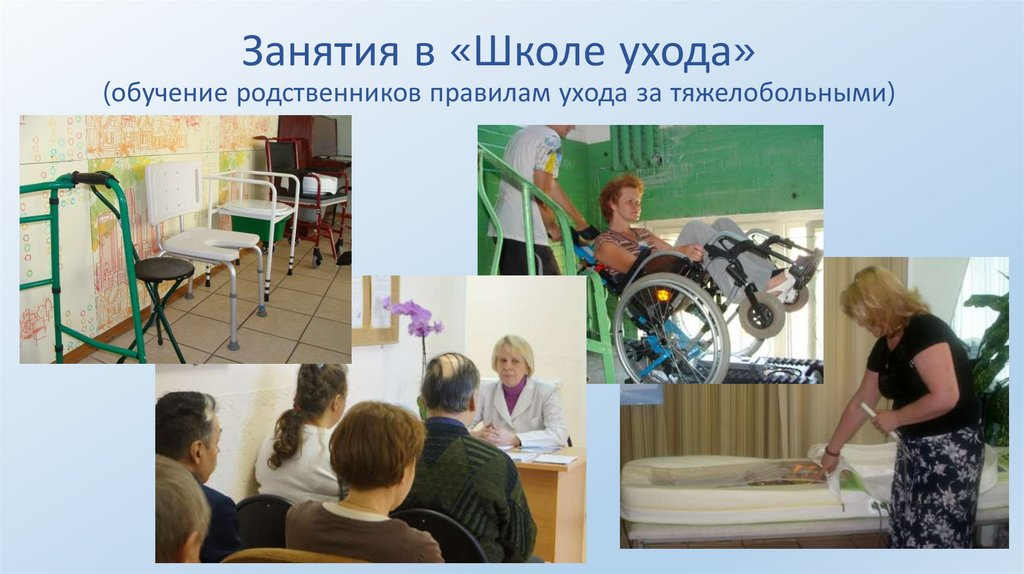 Занятия в «Школе ухода»
(обучение родственников правилам ухода за тяжелобольными)